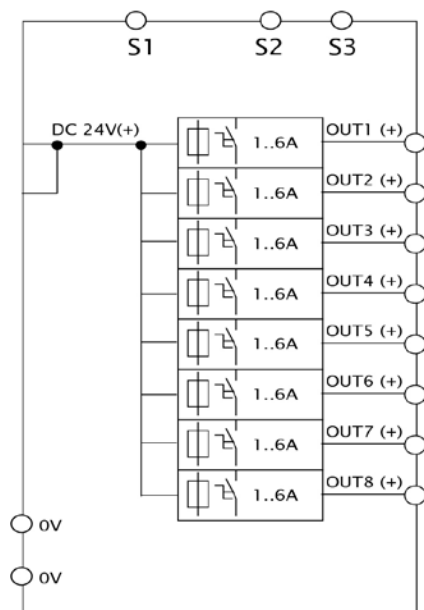 S1 S2 S3
DC 24V(+)
1..6A OUT1 (+)
1..6A OUT2 (+)
1..6A OUT3 (+)
1..6A OUT4 (+)
1..6A OUT5 (+)
1..6A OUT6 (+)
1..6A OUT7 (+)
1..6A OUT8 (+)
0V
0V